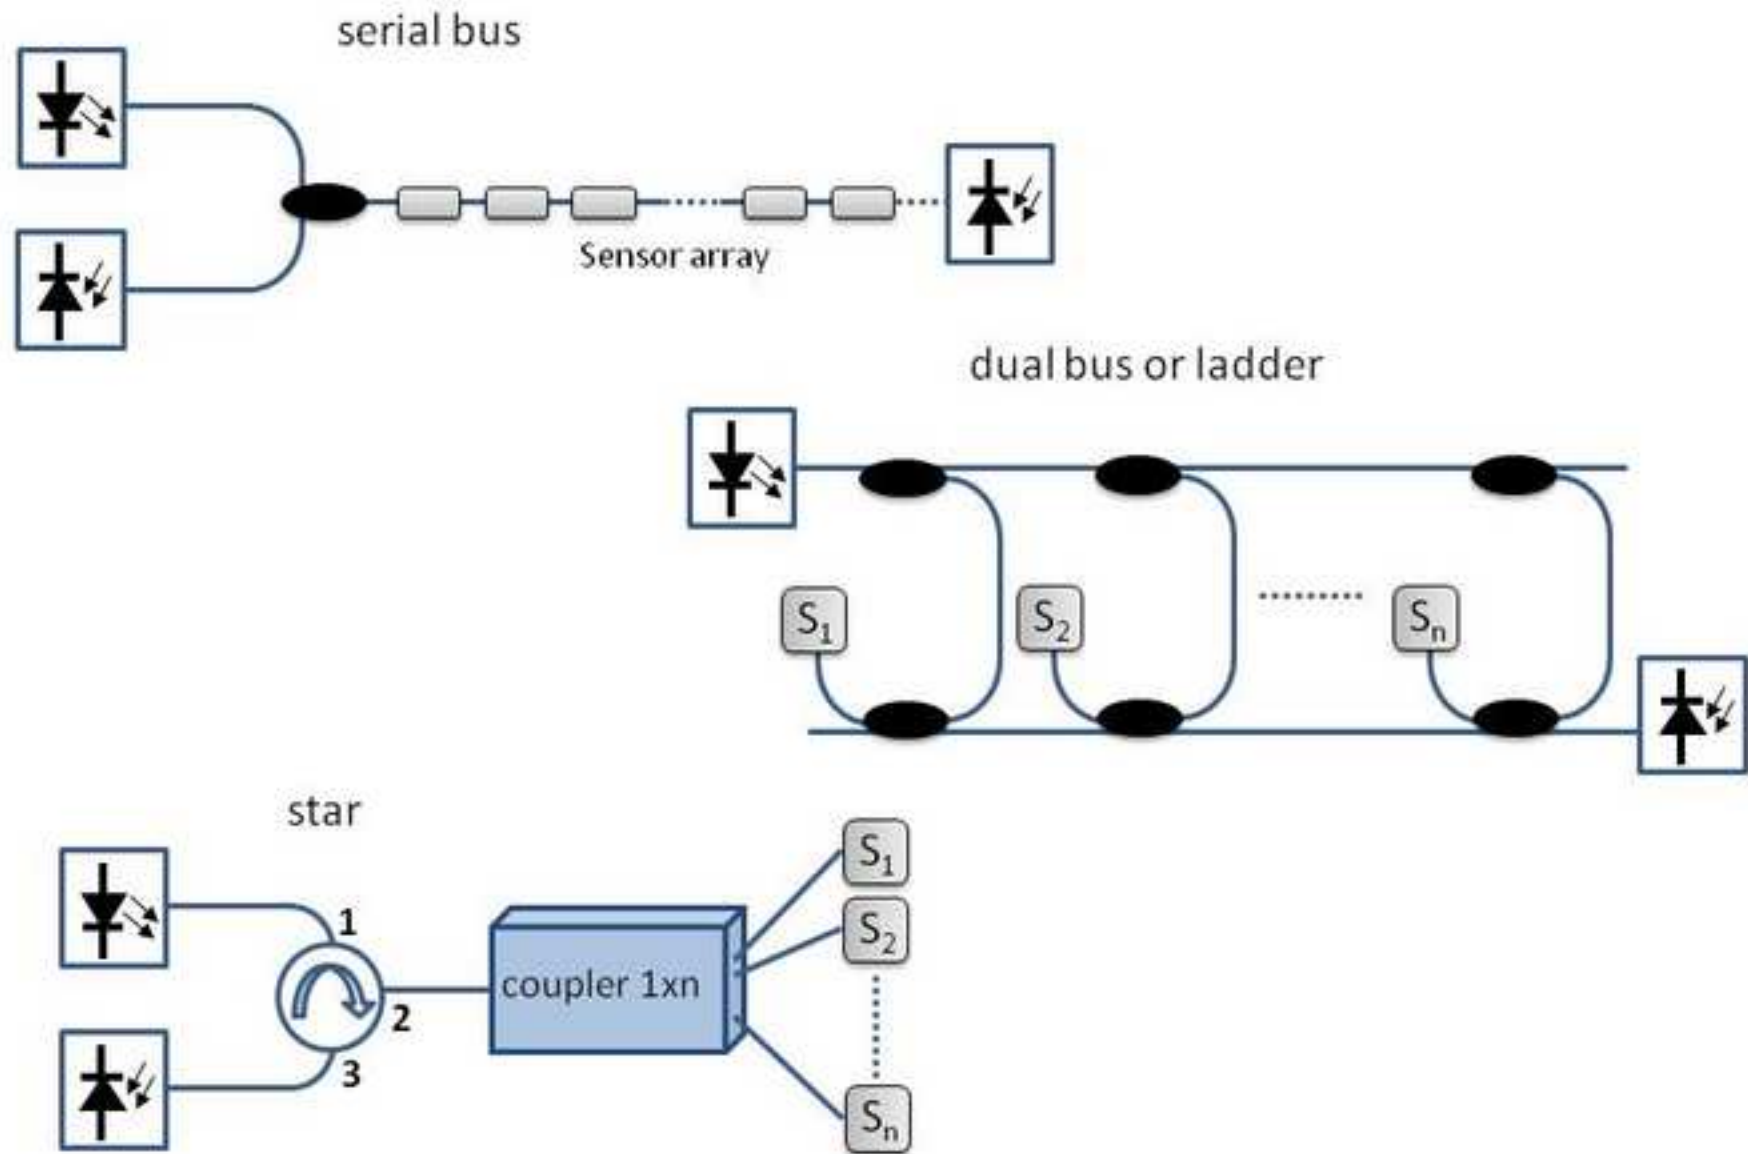 serial bus
Sensor array
dual bus or ladder
S1
S2
Sn
star
1
2
3
coupler 1xn
S1
S2
Sn